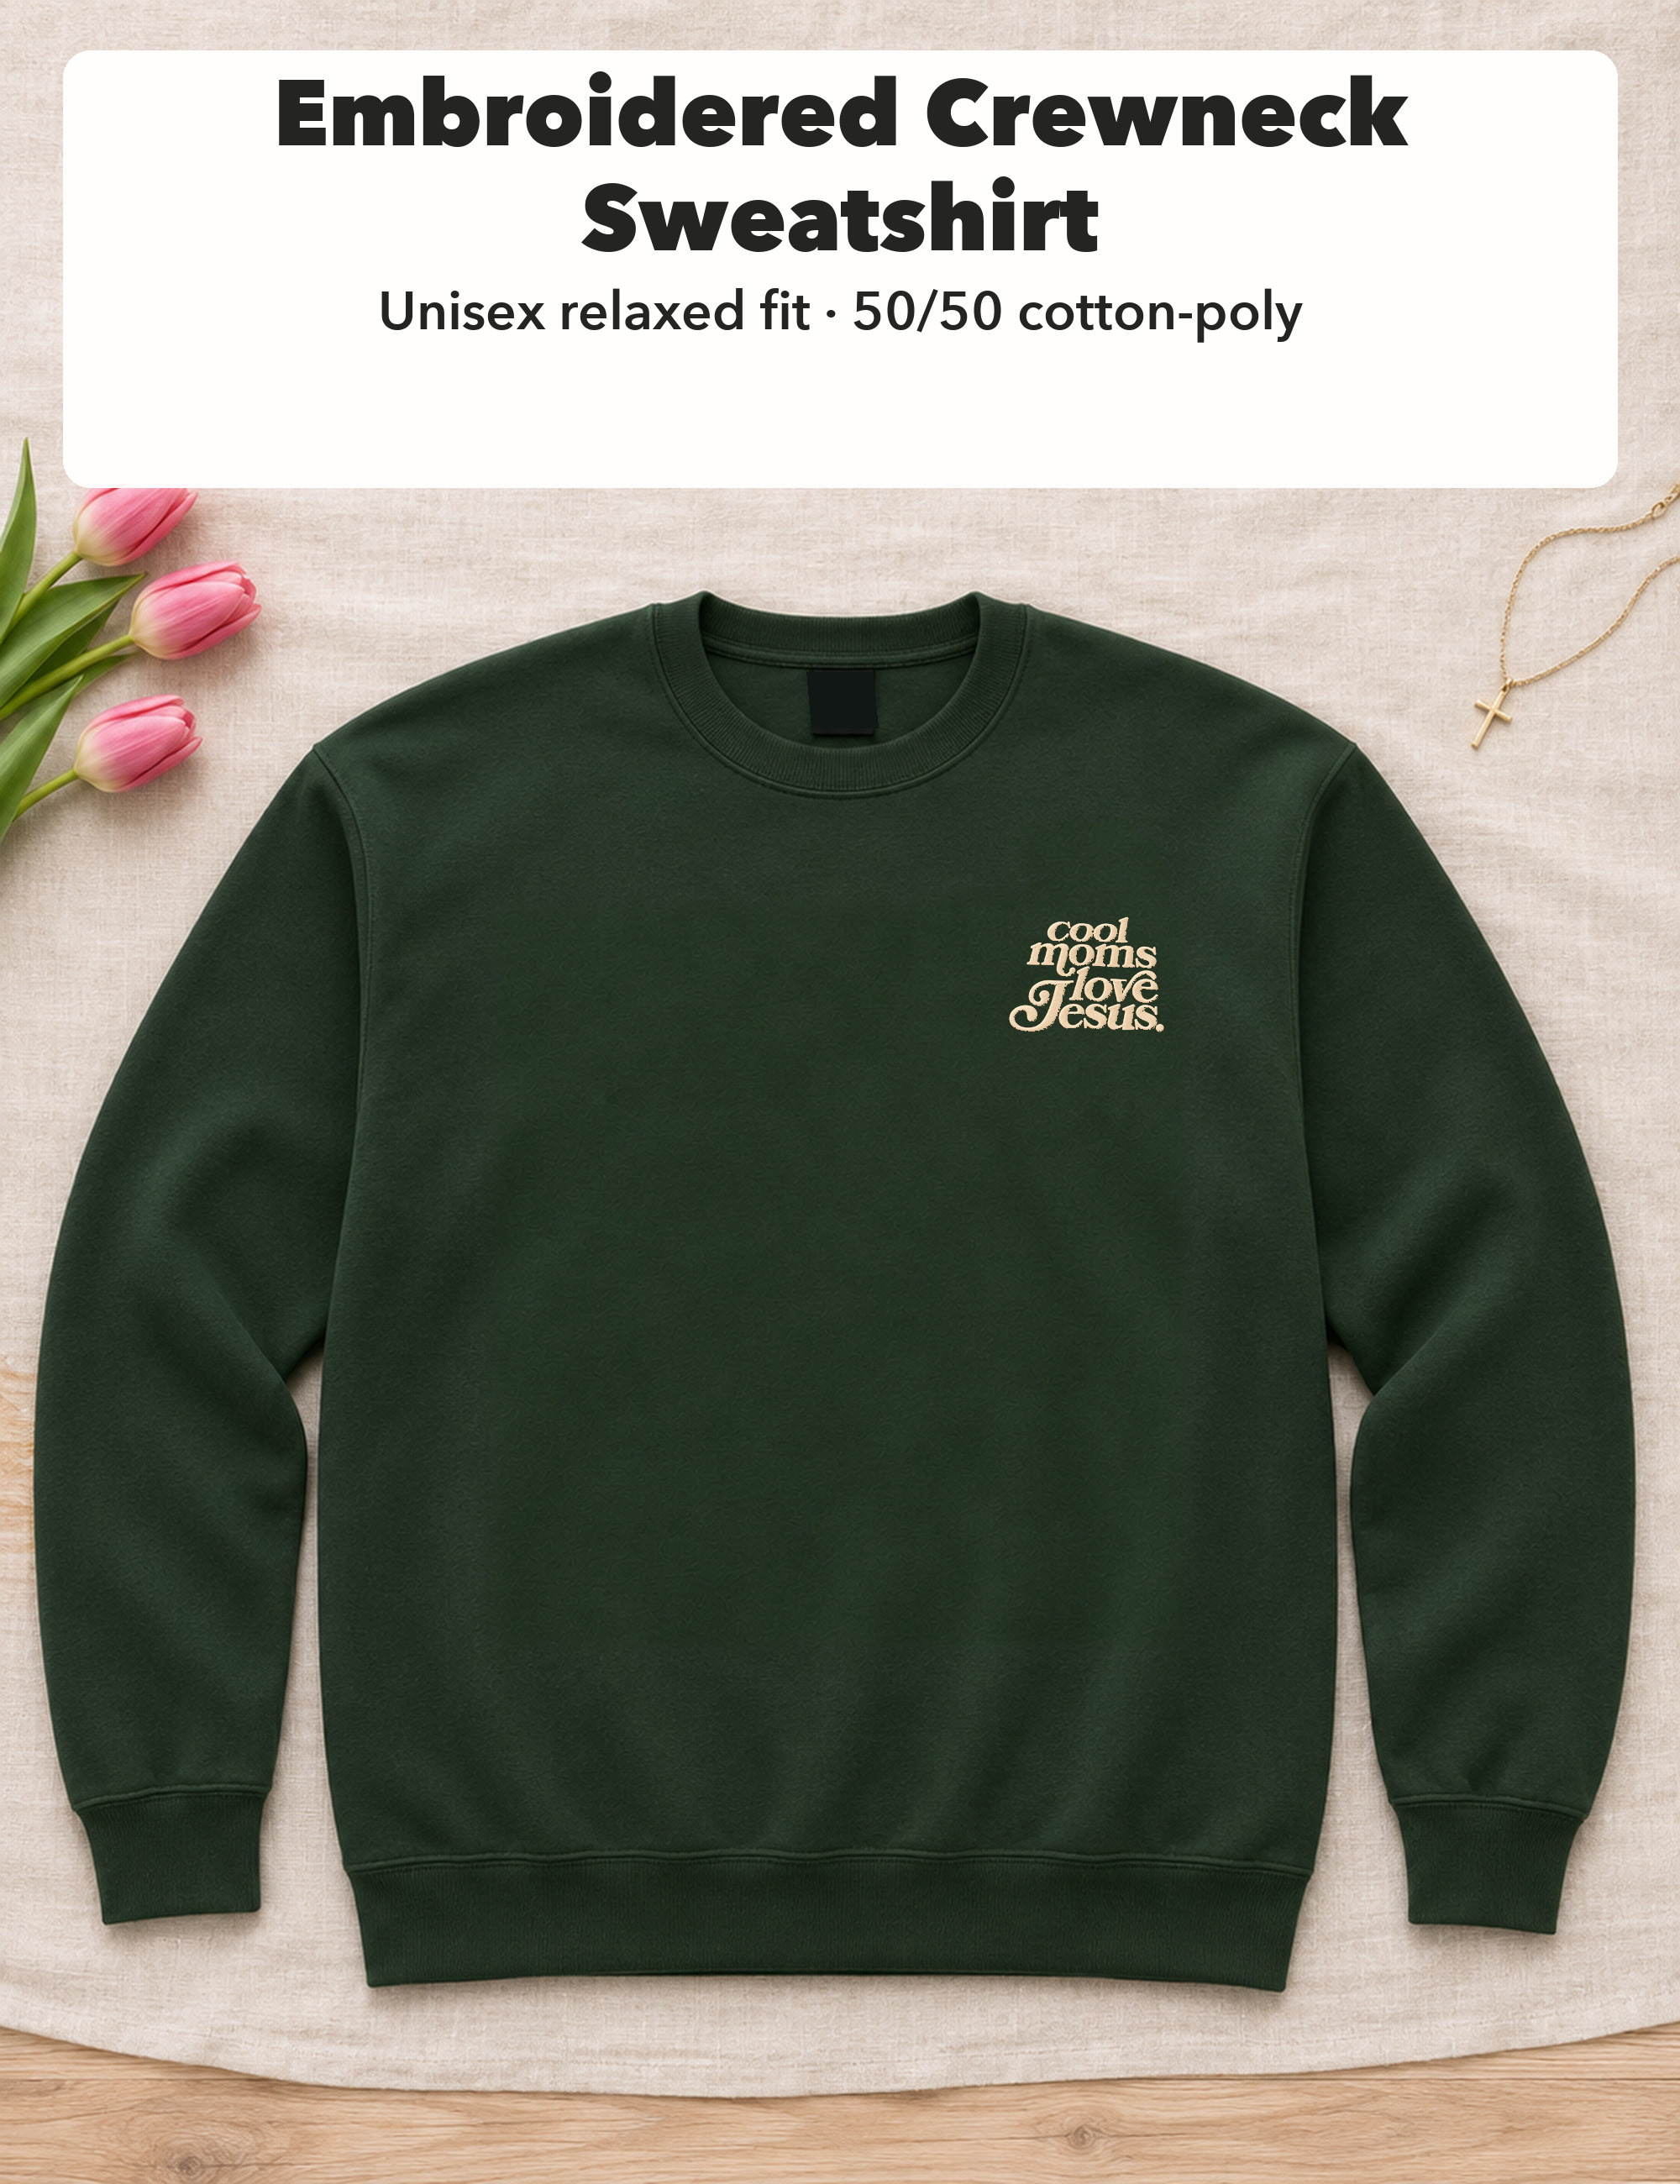 Embroidered Crewneck
Sweatshirt
Unisex relaxed fit · 50/50 cotton-poly
cool
moms
love
Jesus.